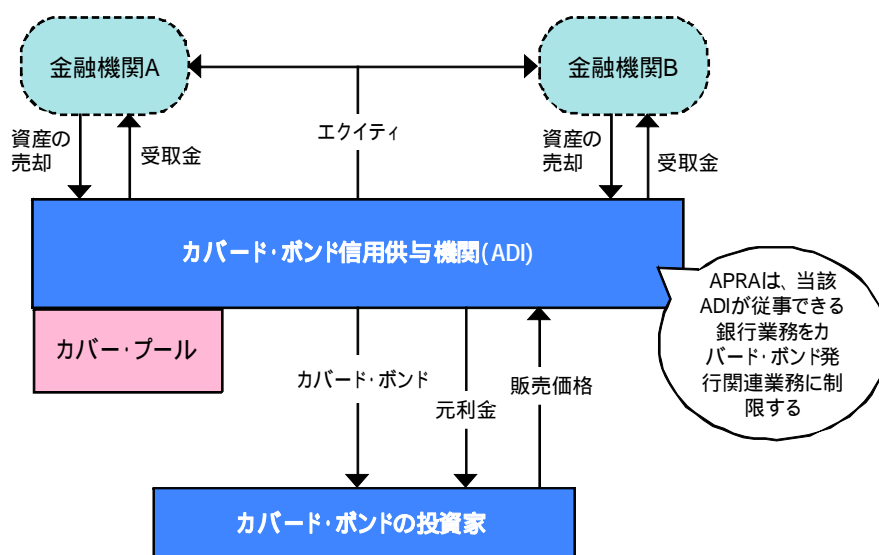 金融機関A
金融機関B
エクイティ
資産の
売却
受取金
資産の
売却
受取金
カバード・ボンド信用供与機関(ADI)
APRAは、当該
ADIが従事できる
銀行業務をカ
バード・ボンド発
行関連業務に制
限する
カバー・プール
カバード・ボンド
元利金
販売価格
カバード・ボンドの投資家